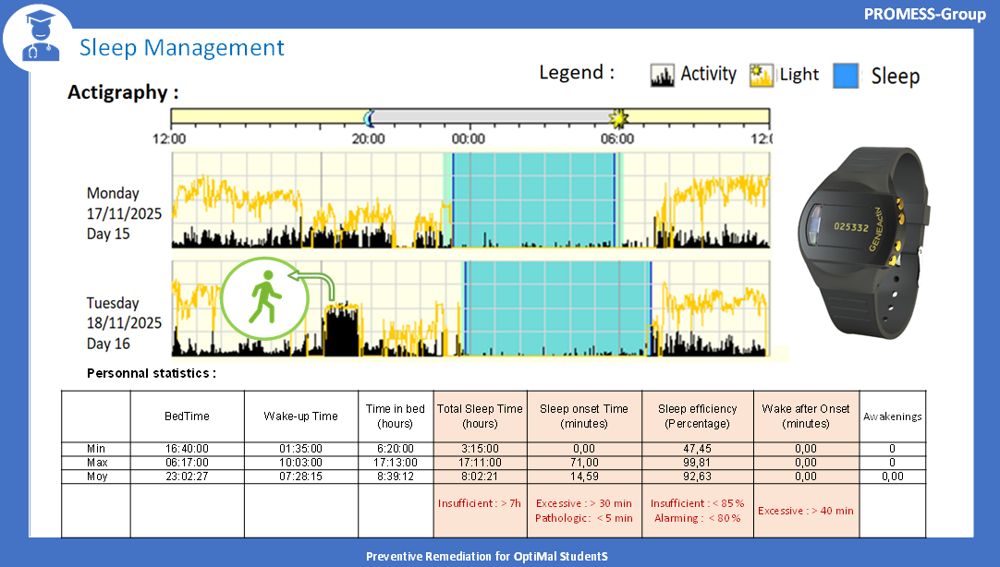 PROMESS-Group
Sleep Management
Legend :
Activity
Light
Sleep
Actigraphy :
12:00
20:00
00:00
06:00
12:0
Monday
17/11/2025
Day 15
025332
GENEActiv
Tuesday
18/11/2025
Day 16
Personnal statistics :
BedTime
Wake-up Time
Time in bed
(hours)
Total Sleep Time
(hours)
Sleep onset Time
(minutes)
Sleep efficiency
(Percentage)
Wake after Onset
(minutes)
Awakenings
Min 16:40:00 01:35:00 6:20:00 3:15:00 0,00 47,45 0,00 0
Max 06:17:00 10:03:00 17:13:00 17:11:00 71,00 99,81 0,00 0
Moy 23:02:27 07:28:15 8:39:12 8:02:21 14,59 92,63 0,00 0,00
Insufficient : > 7h
Excessive : > 30 min
Pathologic : < 5 min
Insufficient : < 85 %
Alarming : < 80 %
Excessive : > 40 min
Preventive Remediation for OptiMal StudentS